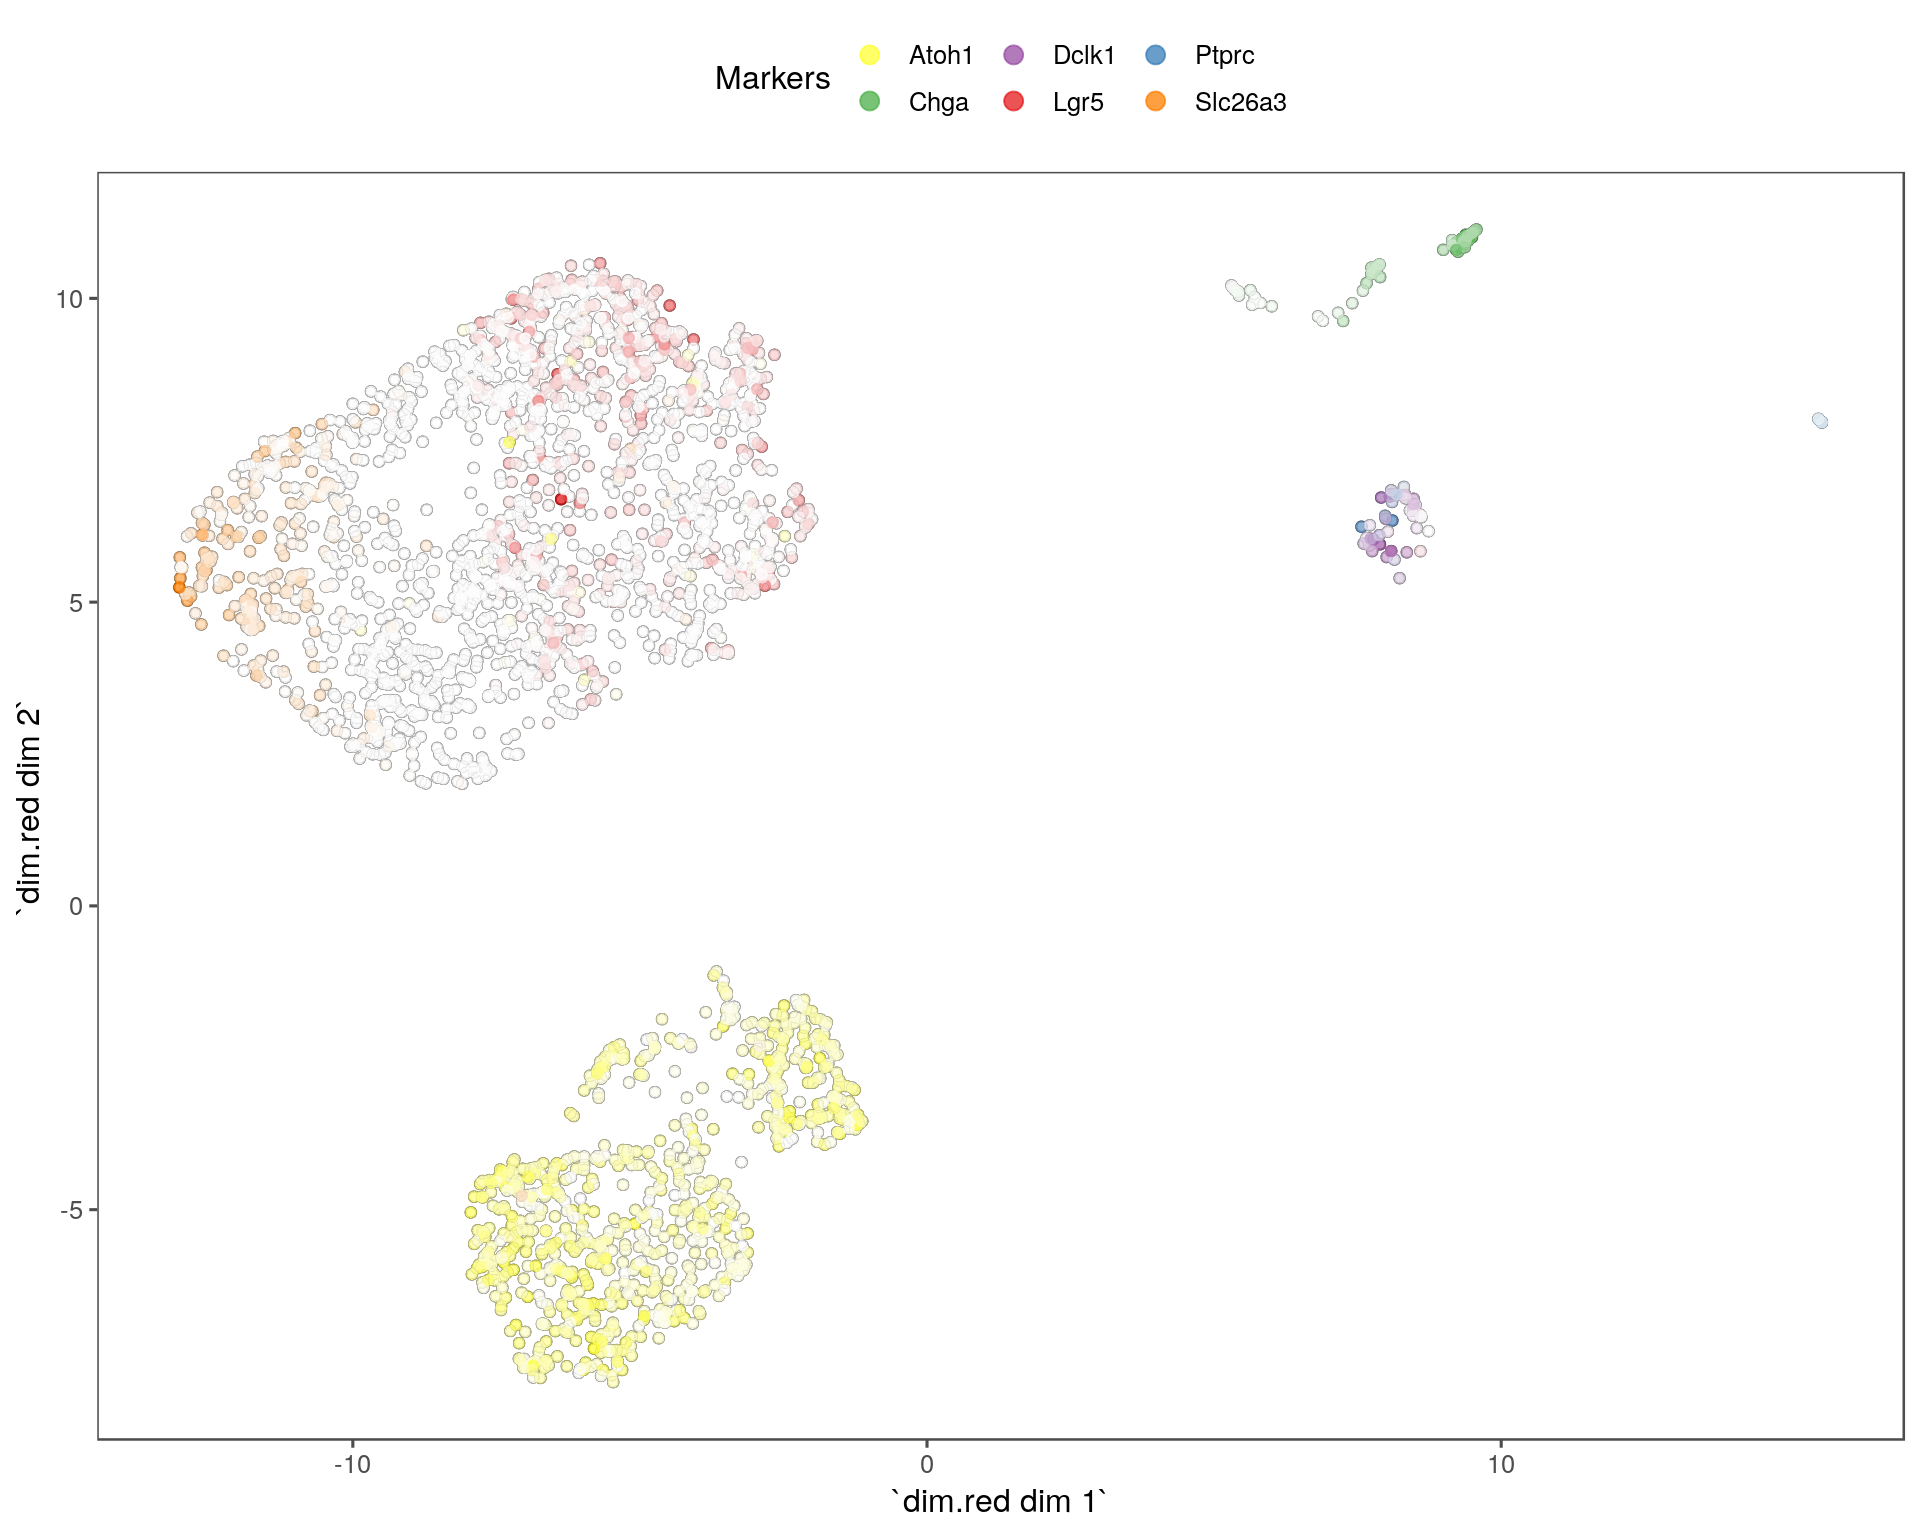 Markers
Atoh1 Dclk1 Ptprc
Chga Lgr5 Slc26a3
10
5
0
-5
`dim.red dim 2`
-10 0 10
`dim.red dim 1`